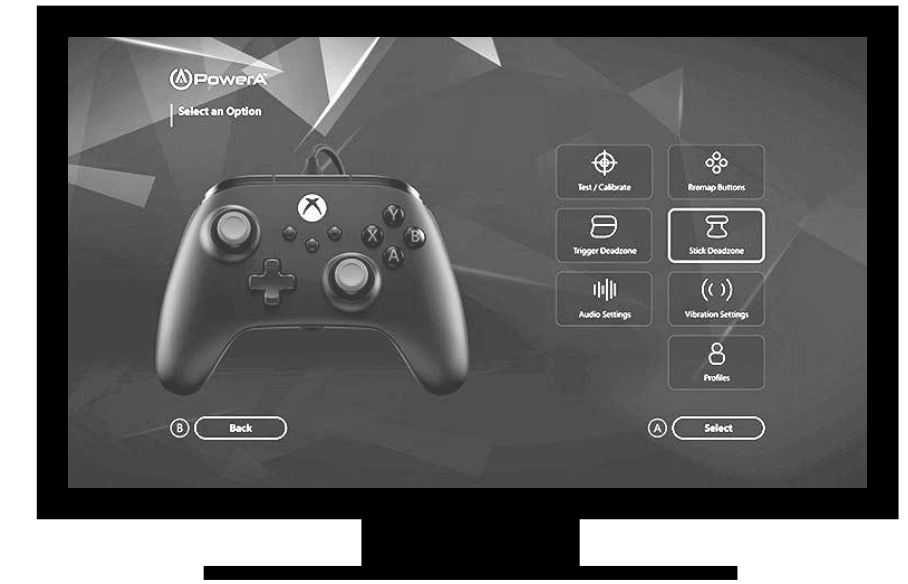 PowerA
Select an Option
Y
X
B
A
Test / Calibrate
Rremap Buttons
Trigger Deadzone
Stick Deadzone
Audio Settings
Vibration Settings
Profiles
B Back
A Select